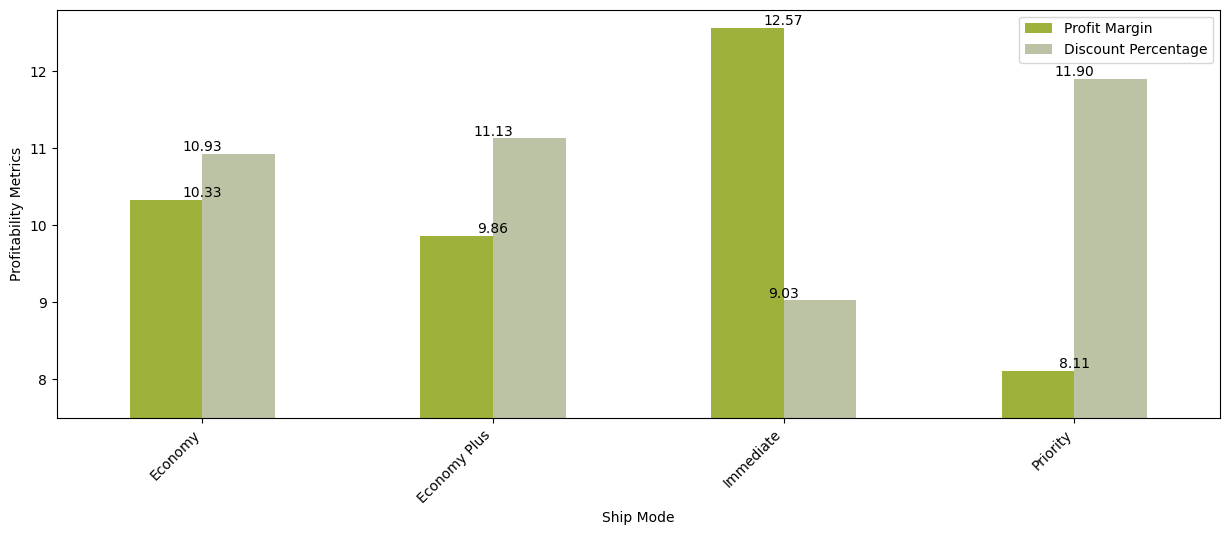 12.57
Profit Margin
Discount Percentage
12
11.90
11.13
11
10.93
10.33
10
9.86
9.03
9
8.11
8
Profitability Metrics
Economy
Economy Plus
Immediate
Priority
Ship Mode